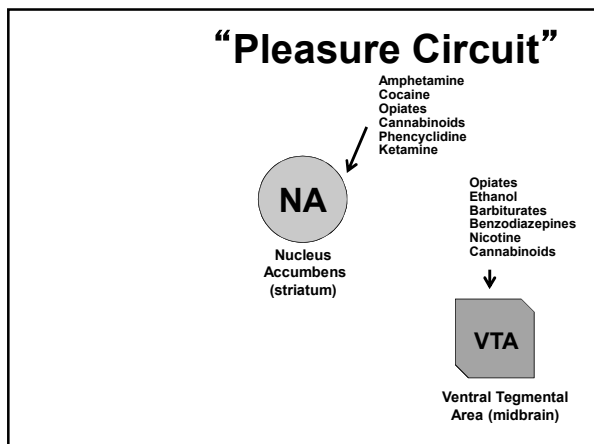 “Pleasure Circuit”
Amphetamine
Cocaine
Opiates
Cannabinoids
Phencyclidine
Ketamine
NA
Nucleus
Accumbens
(striatum)
Opiates
Ethanol
Barbiturates
Benzodiazepines
Nicotine
Cannabinoids
VTA
Ventral Tegmental
Area (midbrain)